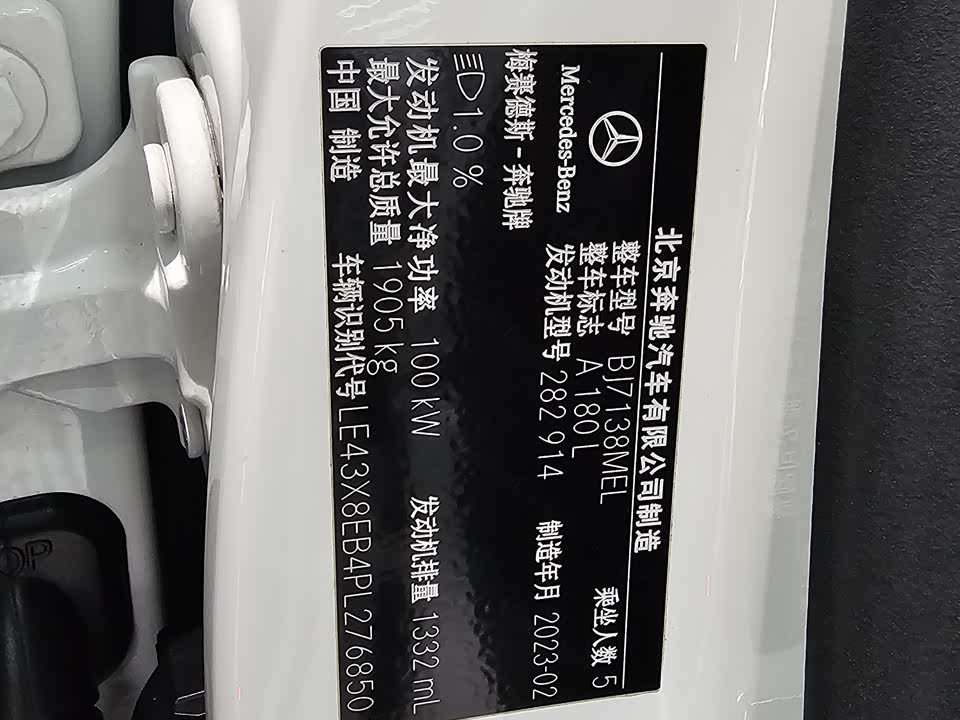 北京奔驰汽车有限公司制造
Mercedes-Benz
整车型号 BJ7138MEL 乘坐人数 5
整车标志 A 180 L
发动机型号 282 914 制造年月 2023-02
梅赛德斯-奔驰牌
1.0 %
发动机最大净功率 100 kW 发动机排量 1332 mL
最大允许总质量 1905 kg
中国 制造 车辆识别代号 LE43X8EB4PL276850
OP